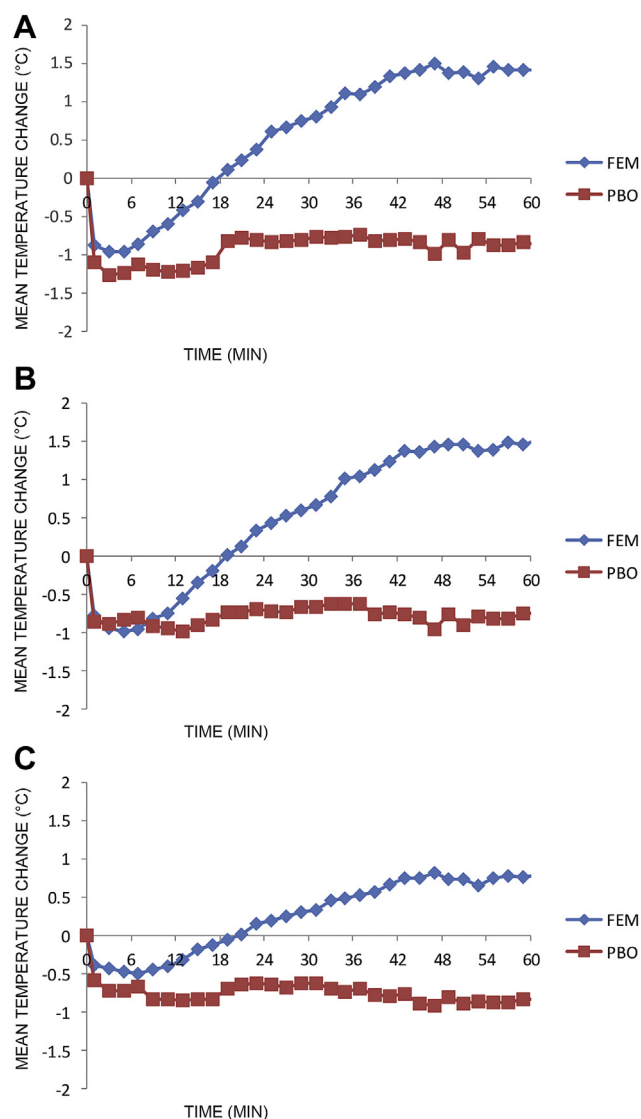 A
MEAN TEMPERATURE CHANGE (°C)
2
1.5
1
0.5
0
-0.5
-1
-1.5
-2
0 6 12 18 24 30 36 42 48 54 60
FEM
PBO
TIME (MIN)
B
MEAN TEMPERATURE CHANGE (°C)
2
1.5
1
0.5
0
-0.5
-1
-1.5
-2
0 6 12 18 24 30 36 42 48 54 60
FEM
PBO
TIME (MIN)
C
MEAN TEMPERATURE CHANGE (°C)
2
1.5
1
0.5
0
-0.5
-1
-1.5
-2
0 6 12 18 24 30 36 42 48 54 60
FEM
PBO
TIME (MIN)